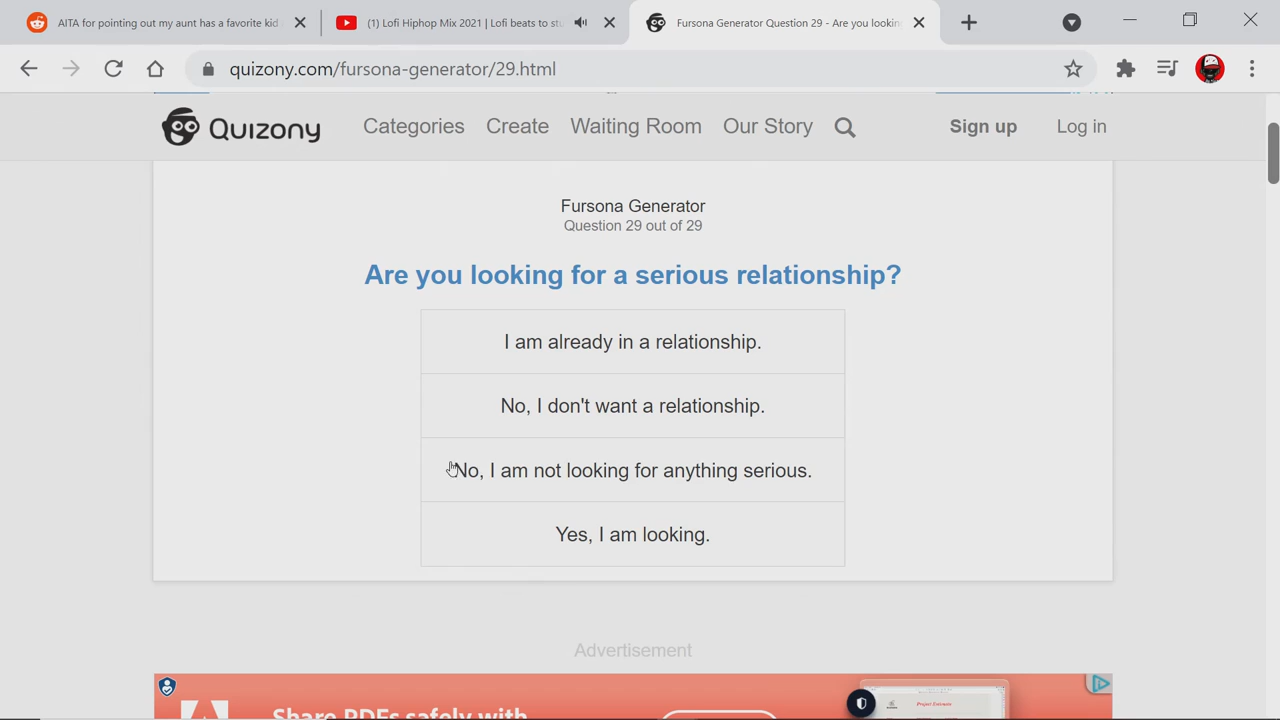 AITA for pointing out my aunt has a favorite kid
(1) Lofi Hiphop Mix 2021 | Lofi beats to stu
Fursona Generator Question 29 - Are you lookin
quizony.com/fursona-generator/29.html
Quizony Categories Create Waiting Room Our Story Sign up Log in
Fursona Generator
Question 29 out of 29
Are you looking for a serious relationship?
I am already in a relationship.
No, I don't want a relationship.
No, I am not looking for anything serious.
Yes, I am looking.
Advertisement
Share PDFs safely with